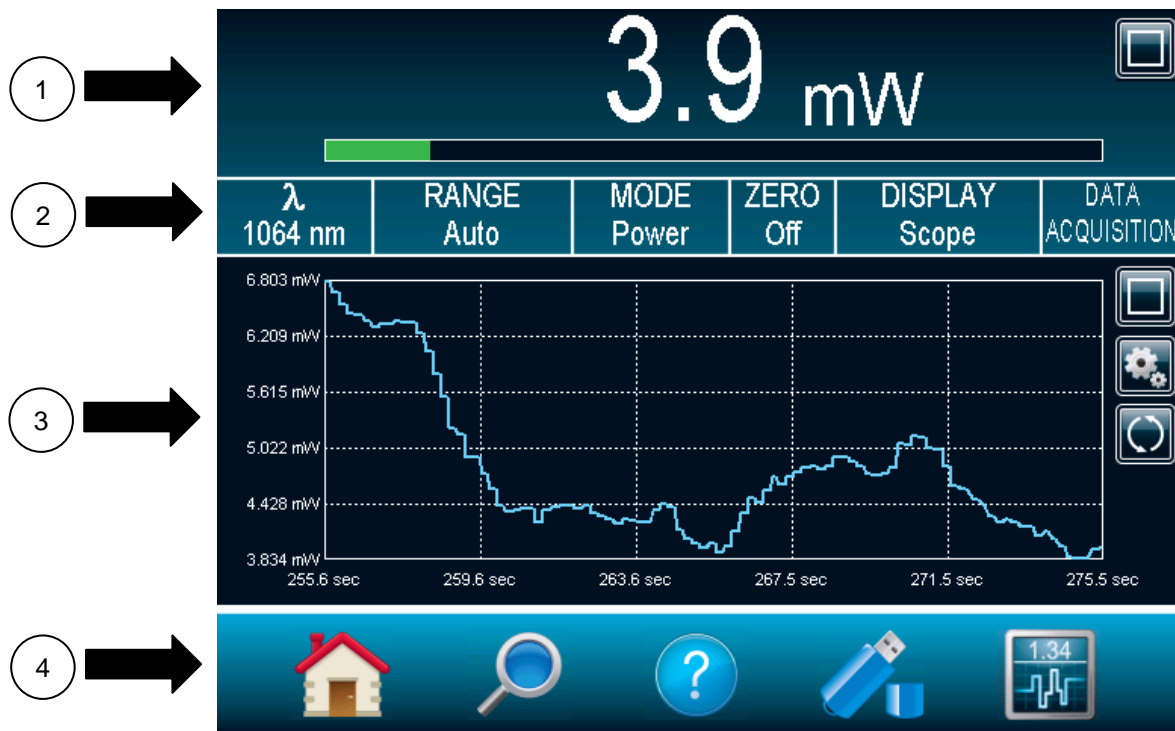 1
3.9 mW
2
λ RANGE MODE ZERO DISPLAY DATA
1064 nm Auto Power Off Scope ACQUISITION
6.803 mW
6.209 mW
5.615 mW
3
5.022 mW
4.428 mW
3.834 mW
255.6 sec 259.6 sec 263.6 sec 267.5 sec 271.5 sec 275.5 sec
4
?
1.34